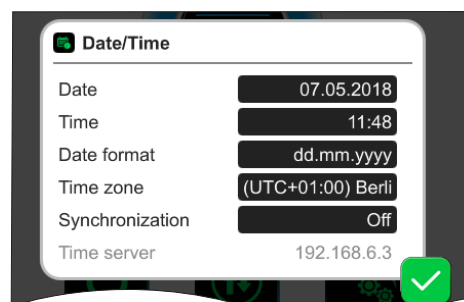 Date/Time
Date 07.05.2018
Time 11:48
Date format dd.mm.yyyy
Time zone (UTC+01:00) Berli
Synchronization Off
Time server 192.168.6.3